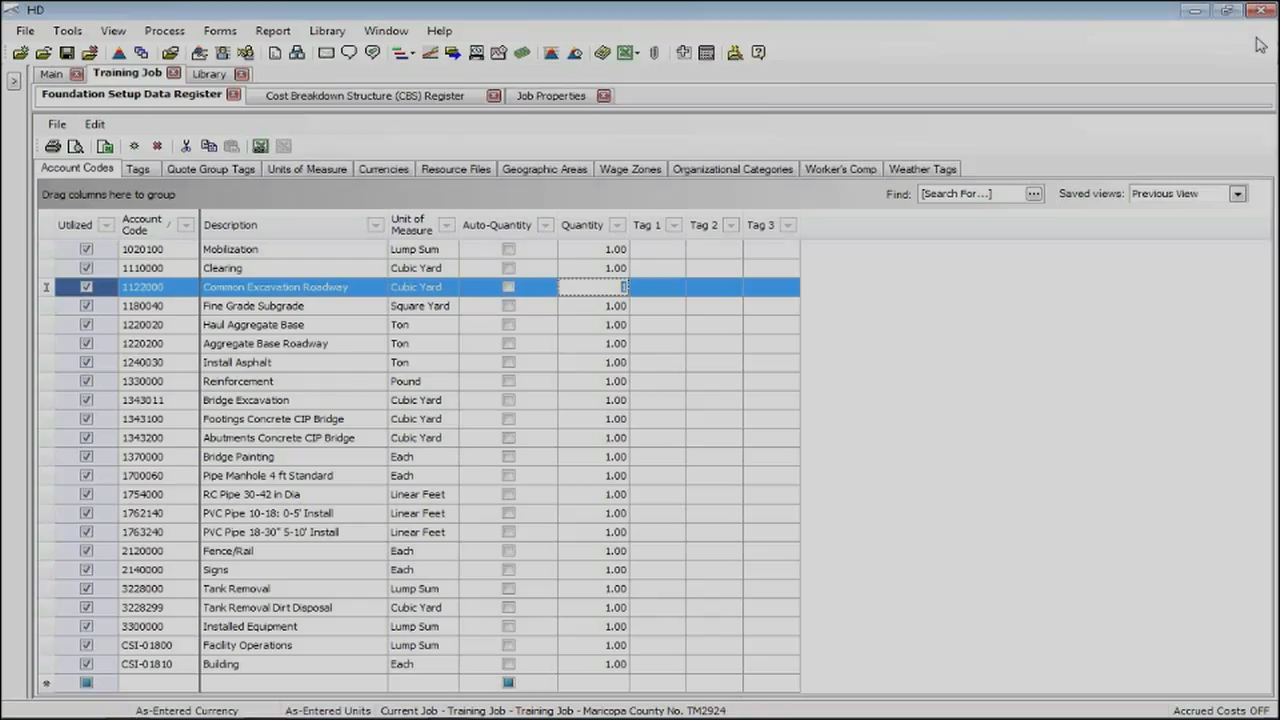 HD
File Tools View Process Forms Report Library Window Help
Main Training Job Library
Foundation Setup Data Register Cost Breakdown Structure (CBS) Register Job Properties
File Edit
Account Codes Tags Quote Group Tags Units of Measure Currencies Resource Files Geographic Areas Wage Zones Organizational Categories Worker's Comp Weather Tags
Drag columns here to group Find: [Search For...] Saved views: Previous View
Utilized Account Code Description Unit of Measure Auto-Quantity Quantity Tag 1 Tag 2 Tag 3
1020100 Mobilization Lump Sum 1.00
1110000 Clearing Cubic Yard 1.00
1122000 Common Excavation Roadway Cubic Yard 1
1180040 Fine Grade Subgrade Square Yard 1.00
1220020 Haul Aggregate Base Ton 1.00
1220200 Aggregate Base Roadway Ton 1.00
1240030 Install Asphalt Ton 1.00
1330000 Reinforcement Pound 1.00
1343011 Bridge Excavation Cubic Yard 1.00
1343100 Footings Concrete CIP Bridge Cubic Yard 1.00
1343200 Abutments Concrete CIP Bridge Cubic Yard 1.00
1370000 Bridge Painting Each 1.00
1700060 Pipe Manhole 4 ft Standard Each 1.00
1754000 RC Pipe 30-42 in Dia Linear Feet 1.00
1762140 PVC Pipe 10-18: 0-5' Install Linear Feet 1.00
1763240 PVC Pipe 18-30" 5-10' Install Linear Feet 1.00
2120000 Fence/Rail Each 1.00
2140000 Signs Each 1.00
3228000 Tank Removal Lump Sum 1.00
3228299 Tank Removal Dirt Disposal Cubic Yard 1.00
3300000 Installed Equipment Lump Sum 1.00
CSI-01800 Facility Operations Lump Sum 1.00
CSI-01810 Building Each 1.00
As-Entered Currency As-Entered Units Current Job - Training Job - Training Job - Maricopa County No. TM2924 Accrued Costs OFF